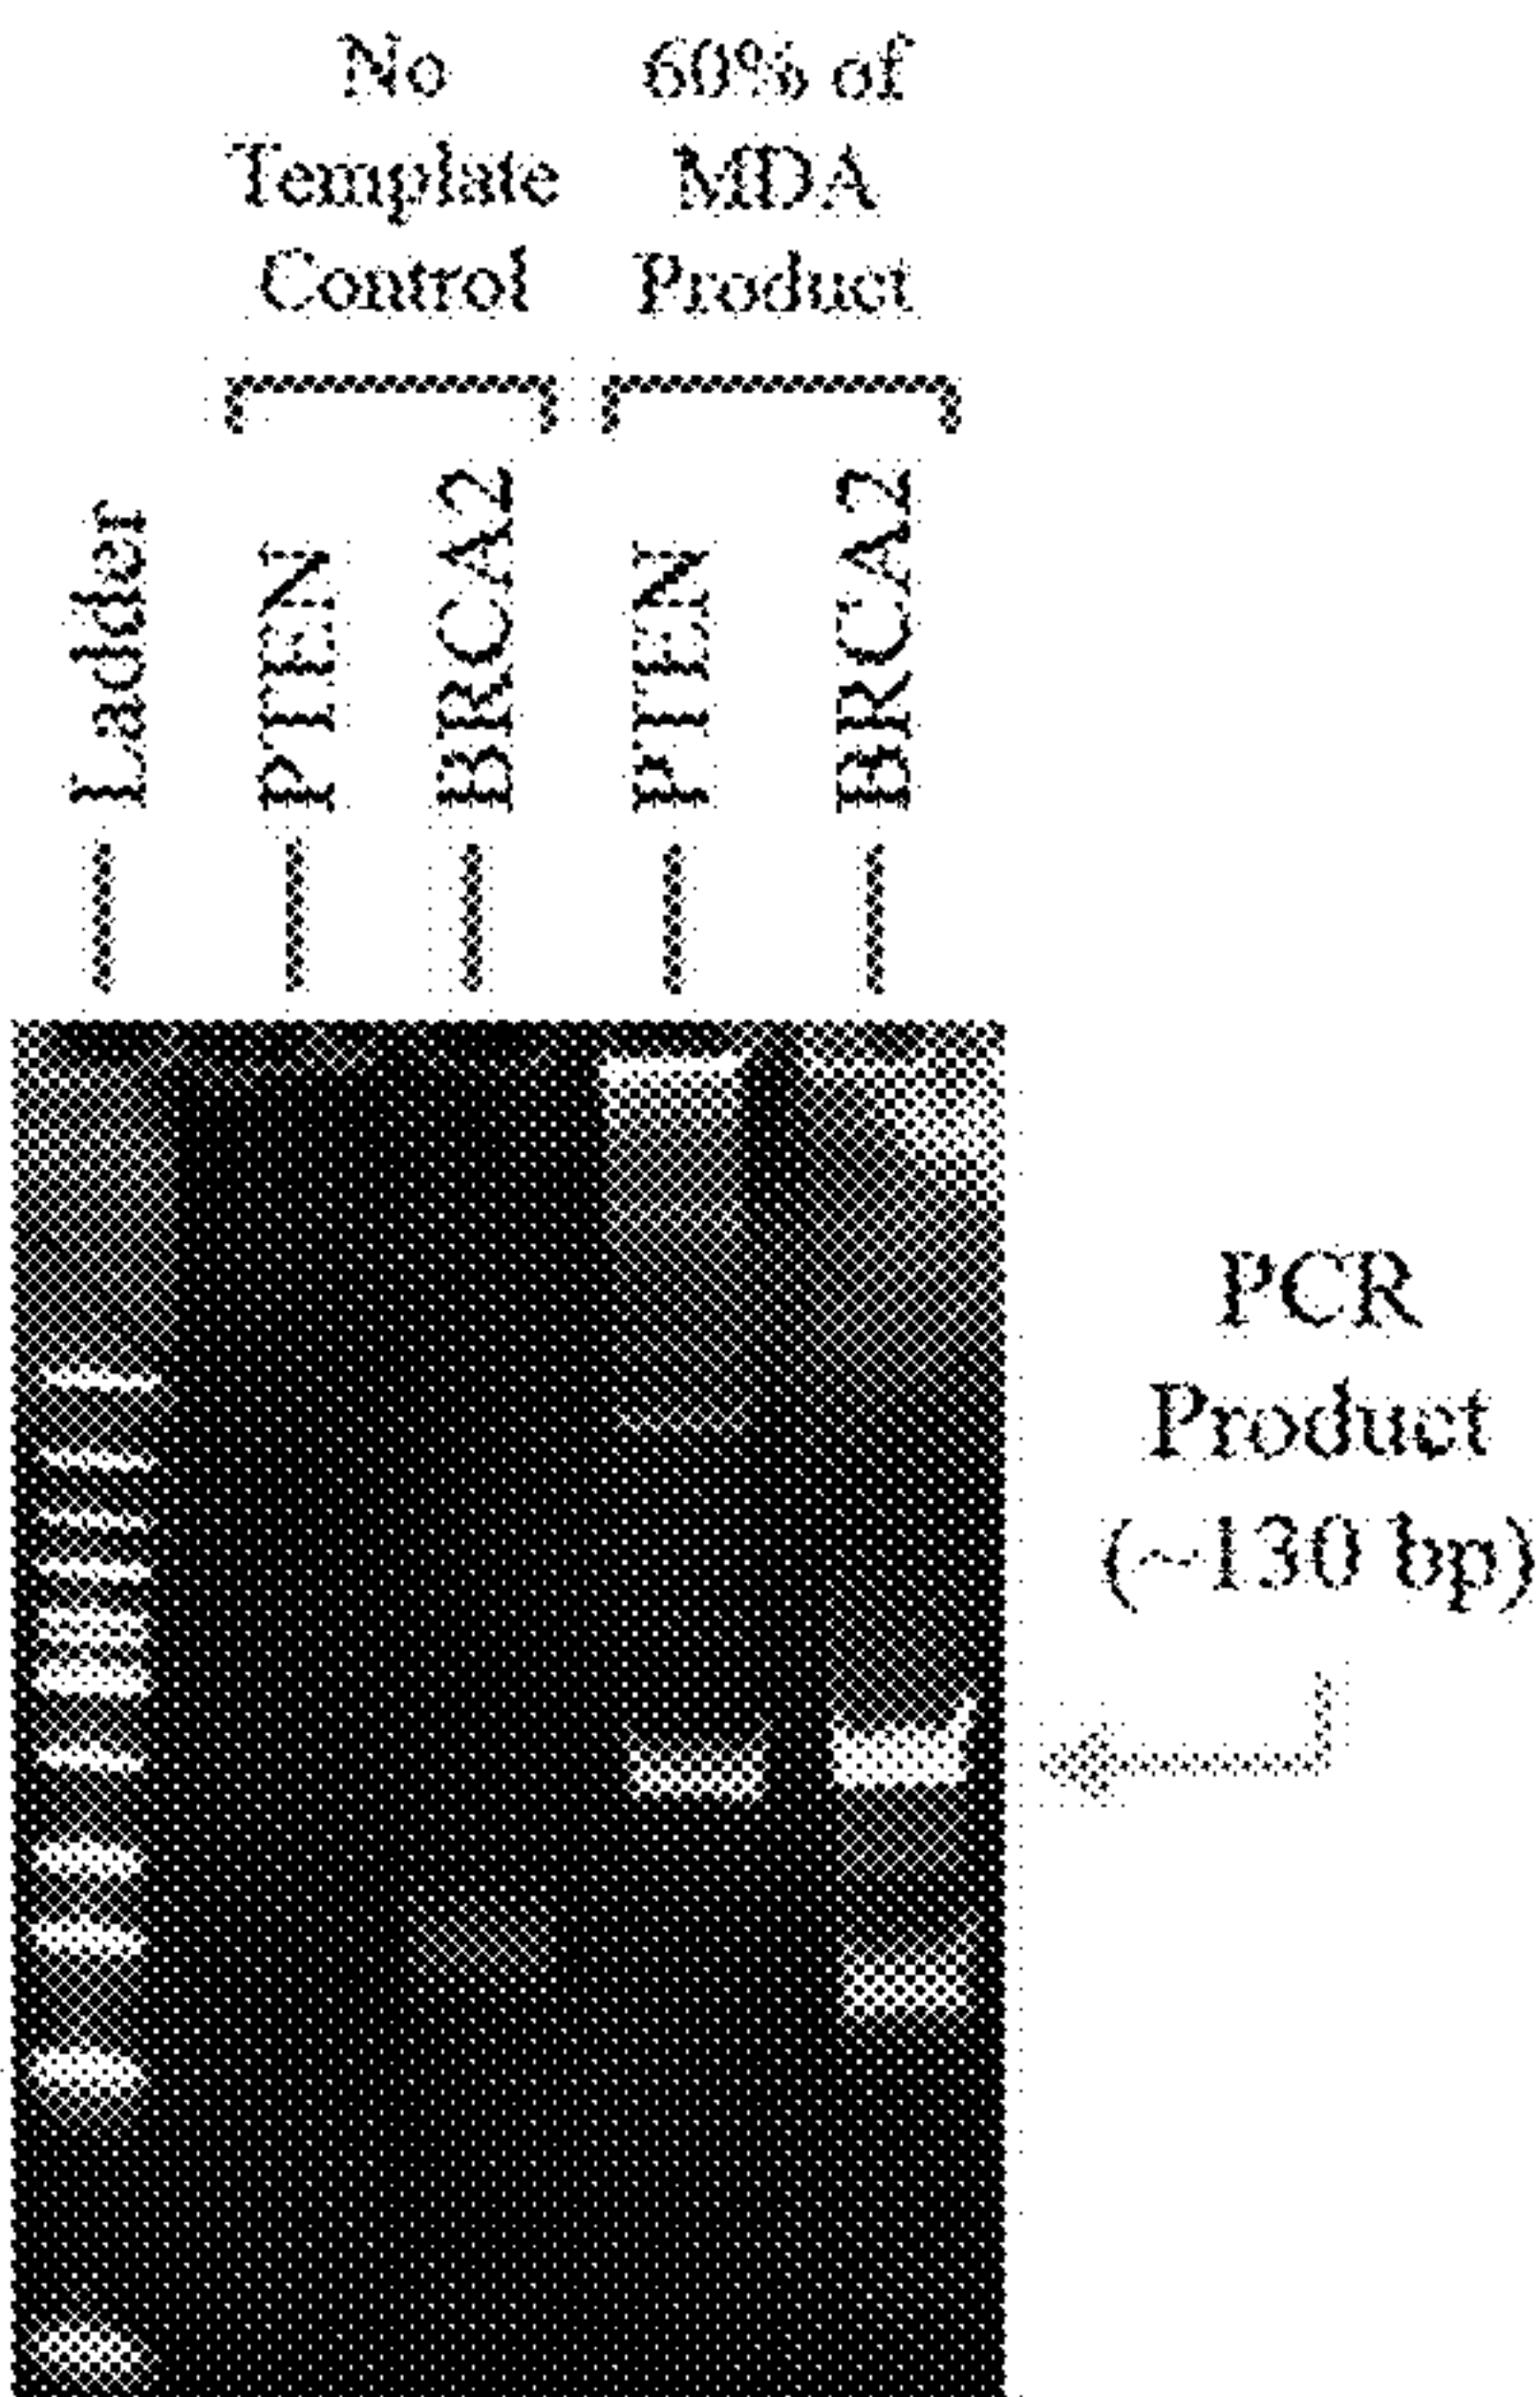 No
Template
Control
60% of
MDA
Product
Ladder
PTEN
BRCA2
PTEN
BRCA2
PCR
Product
(~130 bp)